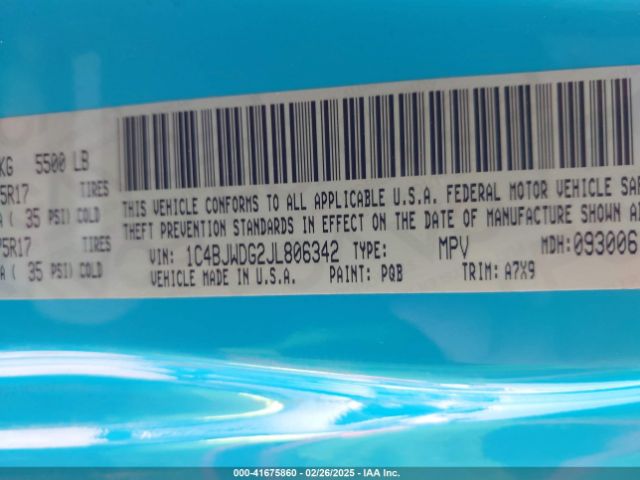 KG 5500 LB
5R17 TIRES
A( 35 PSI) COLD
5R17 TIRES
A( 35 PSI) COLD
THIS VEHICLE CONFORMS TO ALL APPLICABLE U.S.A. FEDERAL MOTOR VEHICLE SAF
THEFT PREVENTION STANDARDS IN EFFECT ON THE DATE OF MANUFACTURE SHOWN A
VIN: 1C4BJWDG2JL806342 TYPE: MPV MDH:093006
VEHICLE MADE IN U.S.A. PAINT: PQB TRIM: A7X9
000-41675860 - 02/26/2025 - IAA Inc.